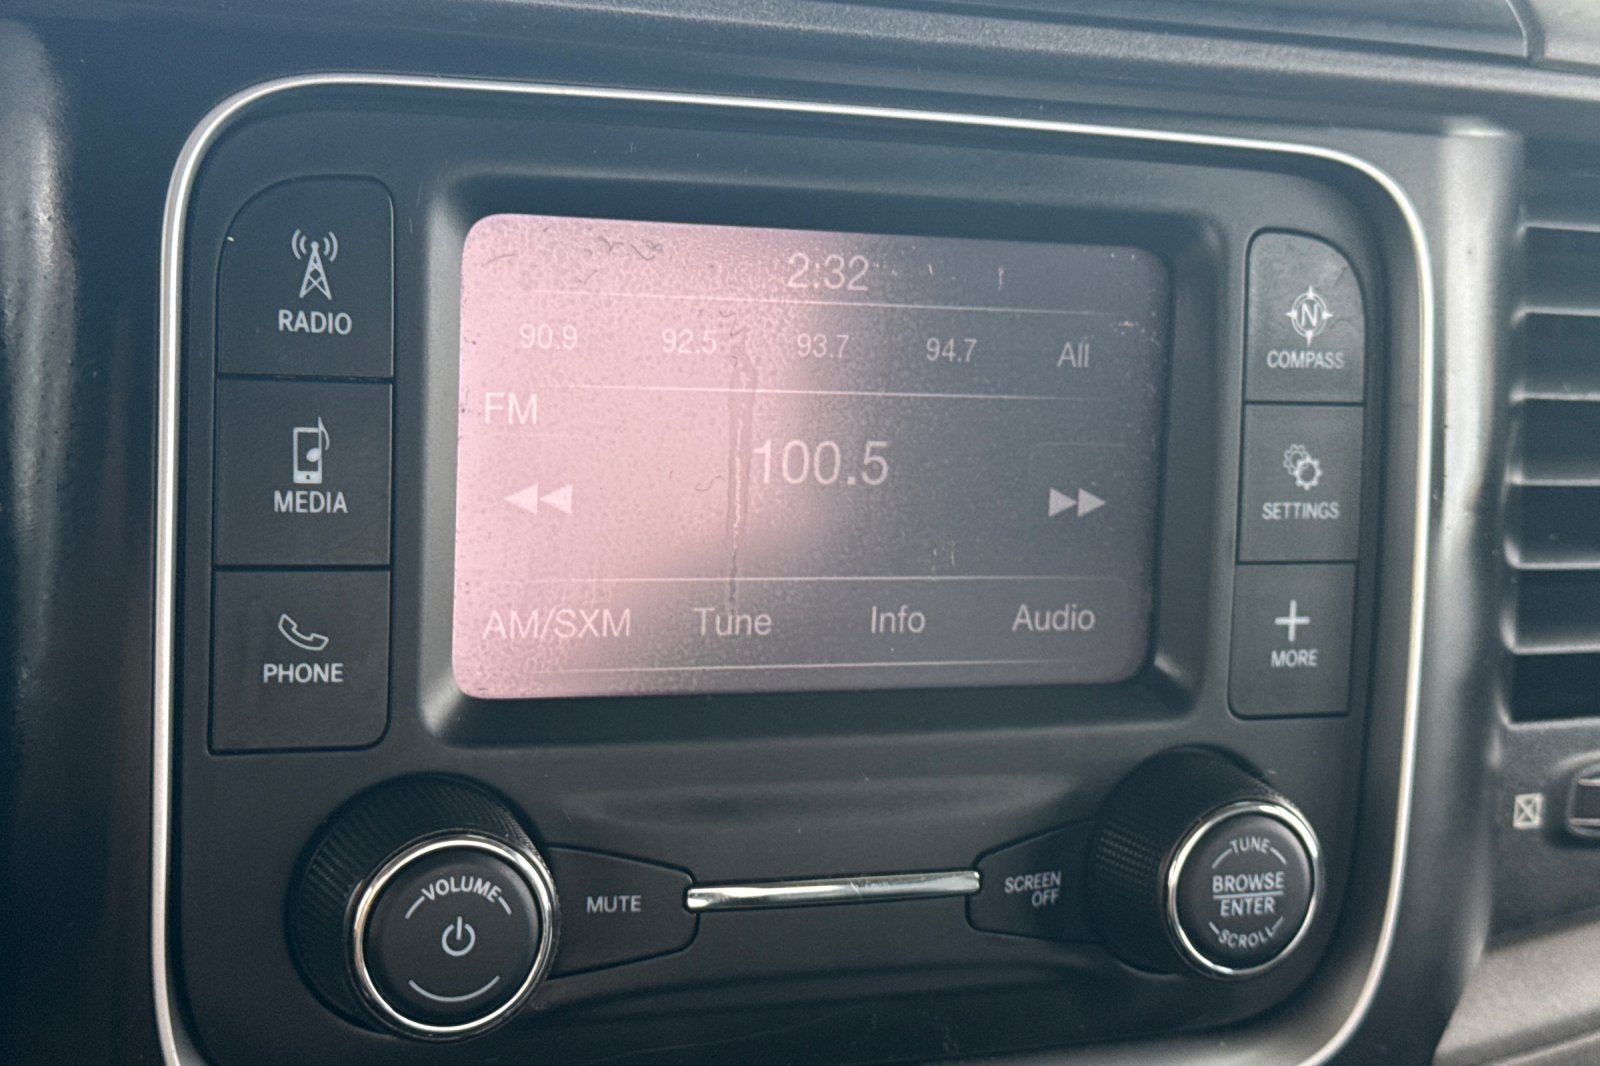 2:32
90.9 92.5 93.7 94.7 All
FM
100.5
AM/SXM Tune Info Audio
RADIO
MEDIA
PHONE
N
COMPASS
SETTINGS
MORE
VOLUME
MUTE
SCREEN
OFF
TUNE
BROWSE
ENTER
SCROLL